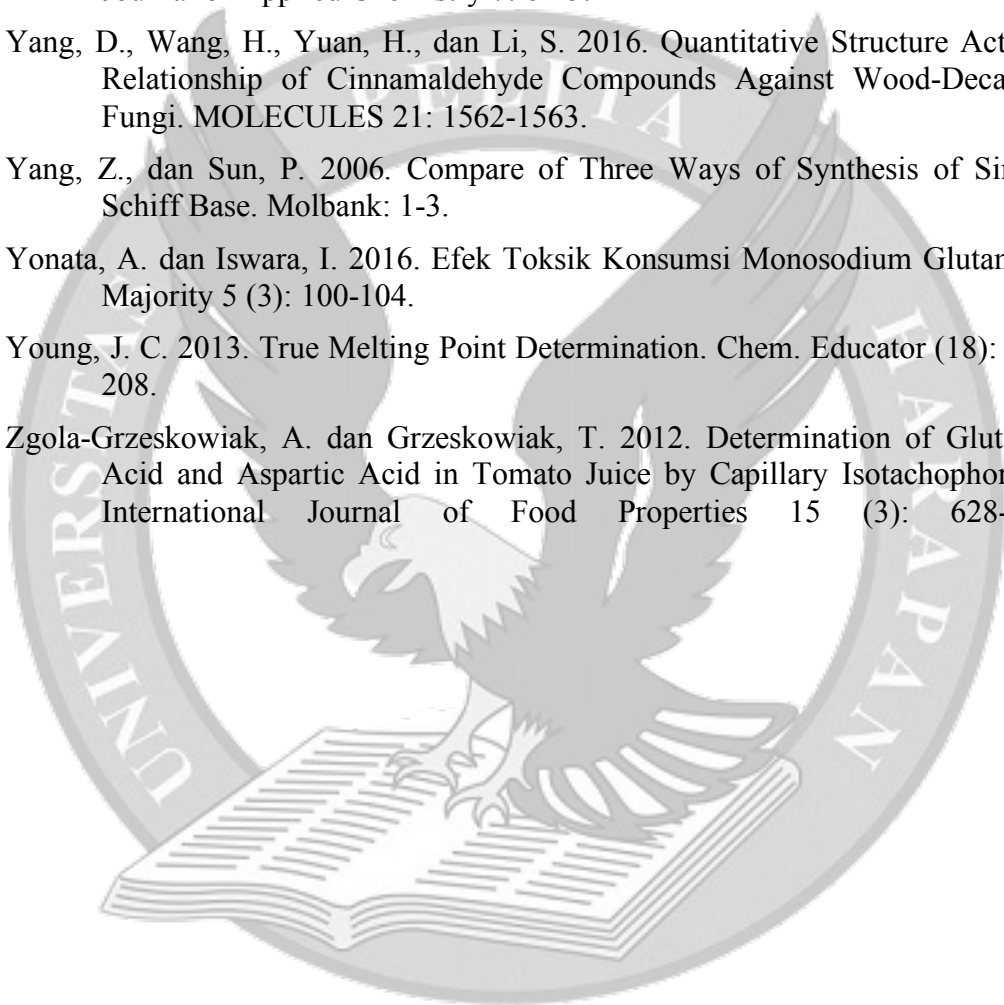 Yang, D., Wang, H., Yuan, H., dan Li, S. 2016. Quantitative Structure Act
Relationship of Cinnamaldehyde Compounds Against Wood-Deca
Fungi. MOLECULES 21: 1562-1563.
Yang, Z., dan Sun, P. 2006. Compare of Three Ways of Synthesis of Sin
Schiff Base. Molbank: 1-3.
Yonata, A. dan Iswara, I. 2016. Efek Toksik Konsumsi Monosodium Glutan
Majority 5 (3): 100-104.
Young, J. C. 2013. True Melting Point Determination. Chem. Educator (18):
208.
Zgola-Grzeskowiak, A. dan Grzeskowiak, T. 2012. Determination of Glut
Acid and Aspartic Acid in Tomato Juice by Capillary Isotachophor
International Journal of Food Properties 15 (3): 628-
UNIVERSITAS PELITA HARAPAN